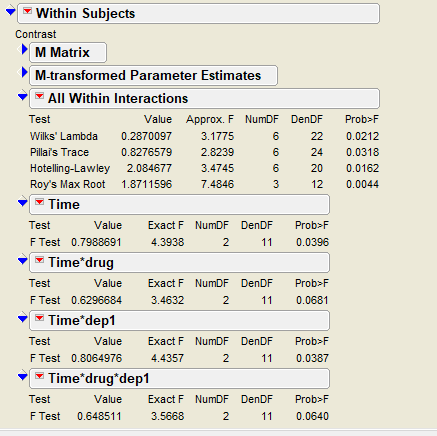 Within Subjects
Contrast
M Matrix
M-transformed Parameter Estimates
All Within Interactions
Test Value Approx. F NumDF DenDF Prob>F
Wilks' Lambda 0.2870097 3.1775 6 22 0.0212
Pillai's Trace 0.8276579 2.8239 6 24 0.0318
Hotelling-Lawley 2.084677 3.4745 6 20 0.0162
Roy's Max Root 1.8711596 7.4846 3 12 0.0044
Time
Test Value Exact F NumDF DenDF Prob>F
F Test 0.7988691 4.3938 2 11 0.0396
Time*drug
Test Value Exact F NumDF DenDF Prob>F
F Test 0.6296684 3.4632 2 11 0.0681
Time*dep1
Test Value Exact F NumDF DenDF Prob>F
F Test 0.8064976 4.4357 2 11 0.0387
Time*drug*dep1
Test Value Exact F NumDF DenDF Prob>F
F Test 0.648511 3.5668 2 11 0.0640